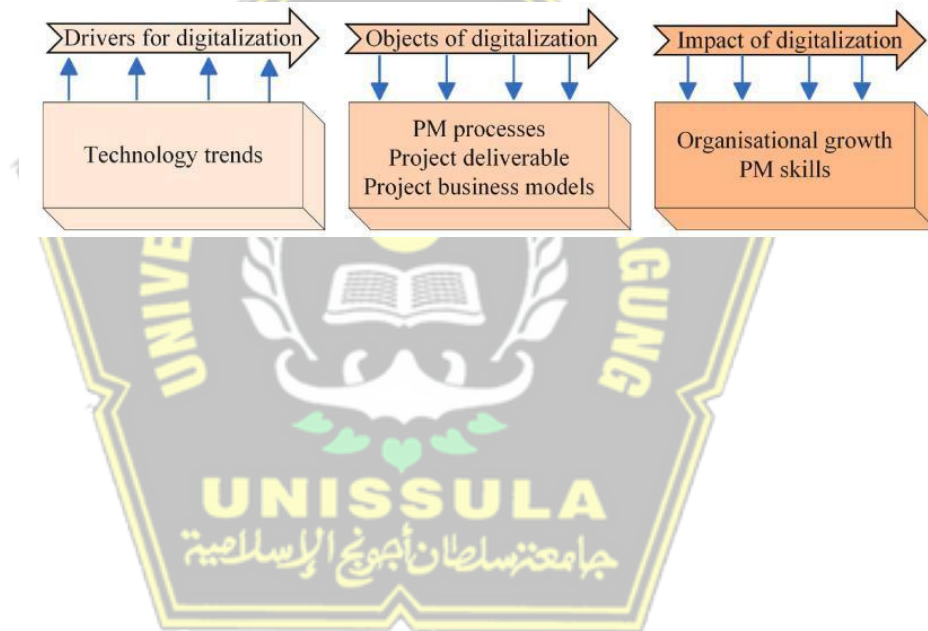 Drivers for digitalization
Objects of digitalization
Impact of digitalization
Technology trends
PM processes
Project deliverable
Project business models
Organisational growth
PM skills
UNISSULA
جامعة سلطان أجونج الإسلامية